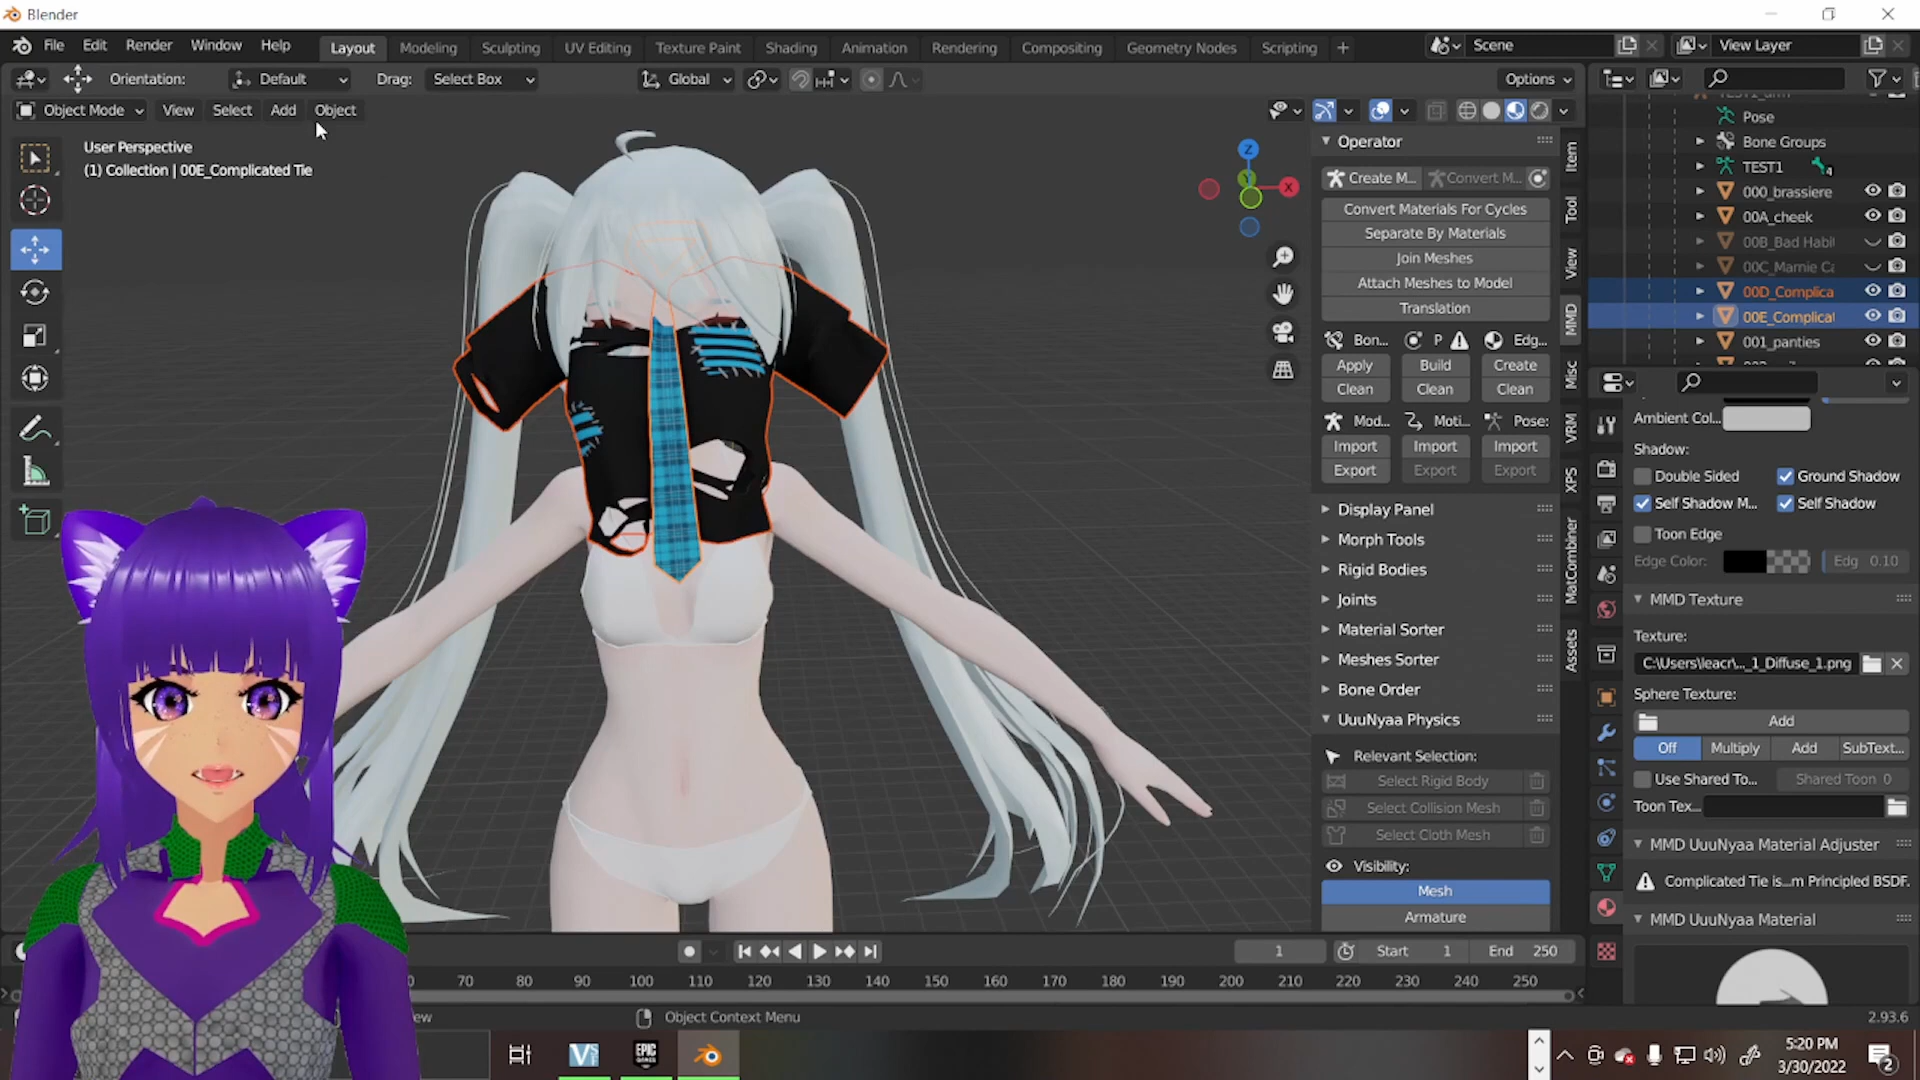 Blender
File Edit Render Window Help Layout Modeling Sculpting UV Editing Texture Paint Shading Animation Rendering Compositing Geometry Nodes Scripting + Scene View Layer
Orientation: Default Drag: Select Box Global Options
Object Mode View Select Add Object
User Perspective
(1) Collection | 00E_Complicated Tie
Z
X
Operator
Create M...
Convert M...
Convert Materials For Cycles
Separate By Materials
Join Meshes
Attach Meshes to Model
Translation
Bon... P Edg...
Apply Build Create
Clean Clean Clean
Mod... Moti... Pose:
Import Import Import
Export Export Export
Display Panel
Morph Tools
Rigid Bodies
Joints
Material Sorter
Meshes Sorter
Bone Order
UuuNyaa Physics
Relevant Selection:
Select Rigid Body
Select Collision Mesh
Select Cloth Mesh
Visibility:
Mesh
Armature
Item
Tool
View
MMD
Misc
VRM
XPS
MatCombiner
Assets
Pose
Bone Groups
TEST1
4
000_brassiere
00A_cheek
00B_Bad Habit
00C_Marnie Ca
00D_Complica
00E_Complicat
001_panties
Ambient Col...
Shadow:
Double Sided Ground Shadow
Self Shadow M... Self Shadow
Toon Edge
Edge Color: Edg 0.10
MMD Texture
Texture:
C:\Users\leacr\..._1_Diffuse_1.png
Sphere Texture:
Add
Off Multiply Add SubText...
Use Shared To... Shared Toon 0
Toon Tex...
MMD UuuNyaa Material Adjuster
Complicated Tie is...m Principled BSDF.
MMD UuuNyaa Material
1 Start 1 End 250
70 80 90 100 110 120 130 140 150 160 170 180 190 200 210 220 230 240 250
Object Context Menu
2.93.6
EPIC
GAMES
5:20 PM
3/30/2022
2